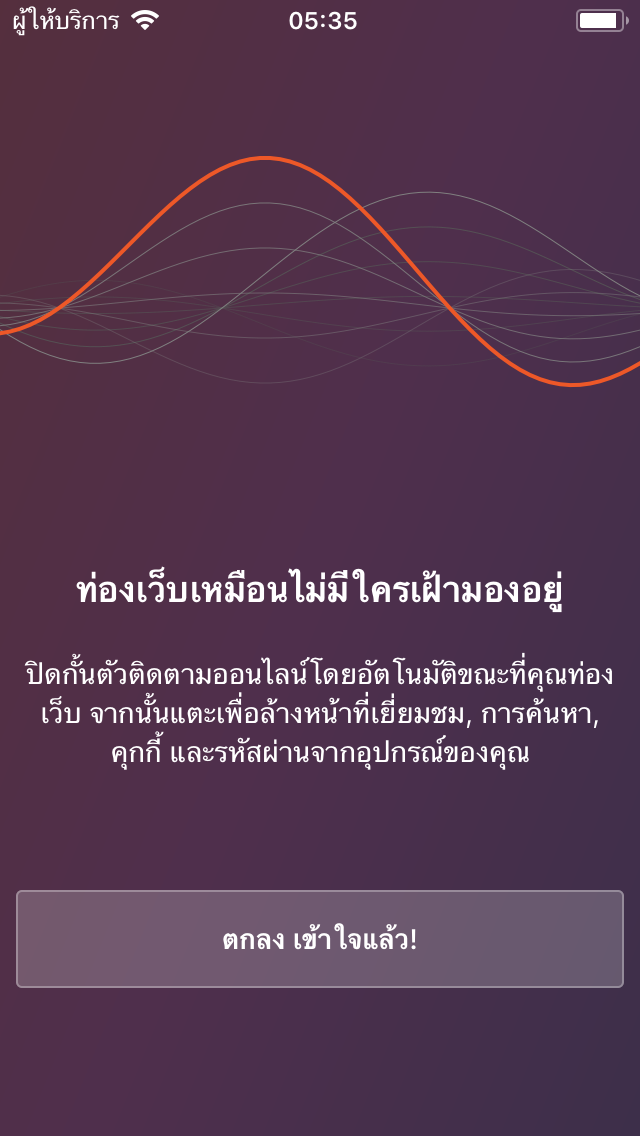 ผู้ให้บริการ 05:35
ท่องเว็บเหมือนไม่มีใครเฝ้ามองอยู่
ปิดกั้นตัวติดตามออนไลน์โดยอัตโนมัติขณะที่คุณท่อง
เว็บ จากนั้นแตะเพื่อล้างหน้าที่เยี่ยมชม, การค้นหา,
คุกกี้ และรหัสผ่านจากอุปกรณ์ของคุณ
ตกลง เข้าใจแล้ว!